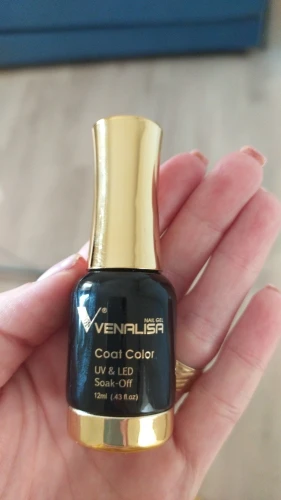 V®
NAIL GEL
VENALISA
Coat Color
UV & LED
Soak-Off
12ml (.43 fl.oz)